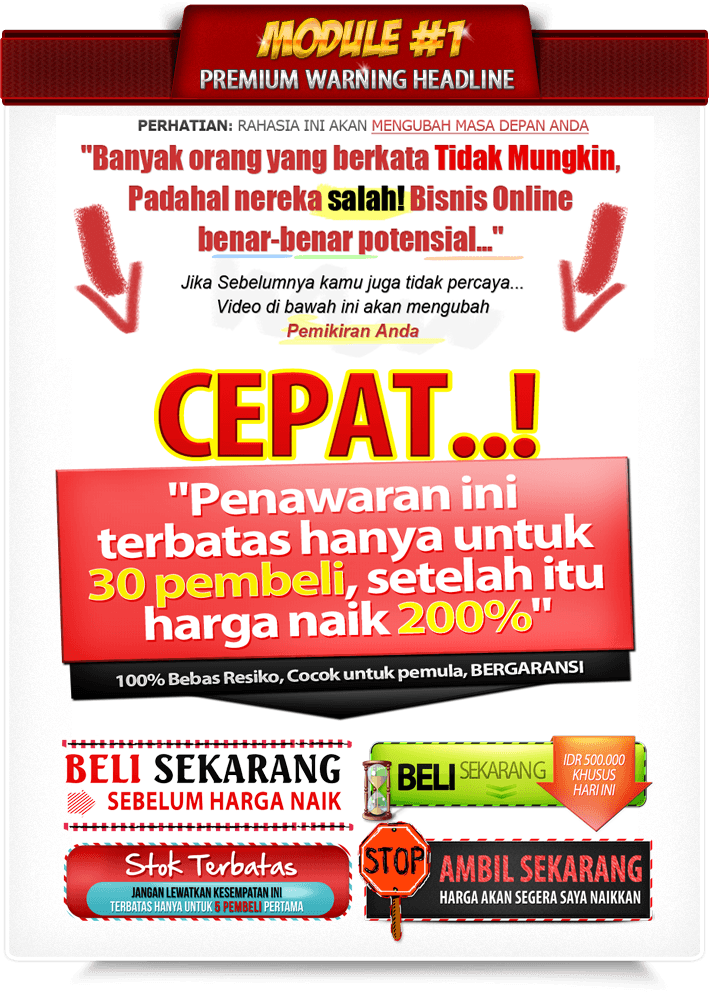 MODULE #1
PREMIUM WARNING HEADLINE
PERHATIAN: RAHASIA INI AKAN MENGUBAH MASA DEPAN ANDA
"Banyak orang yang berkata Tidak Mungkin,
Padahal nereka salah! Bisnis Online
benar-benar potensial..."
Jika Sebelumnya kamu juga tidak percaya...
Video di bawah ini akan mengubah
Pemikiran Anda
CEPAT..!
"Penawaran ini
terbatas hanya untuk
30 pembeli, setelah itu
harga naik 200%"
100% Bebas Resiko, Cocok untuk pemula, BERGARANSI
BELI SEKARANG
SEBELUM HARGA NAIK
BELI SEKARANG
IDR 500.000
KHUSUS
HARI INI
Stok Terbatas
JANGAN LEWATKAN KESEMPATAN INI
TERBATAS HANYA UNTUK 5 PEMBELI PERTAMA
STOP
AMBIL SEKARANG
HARGA AKAN SEGERA SAYA NAIKKAN